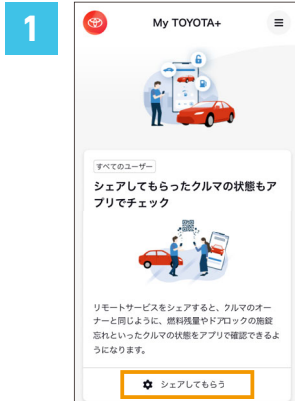 1
My TOYOTA+
すべてのユーザー
シェアしてもらったクルマの状態もア
プリでチェック
リモートサービスをシェアすると、クルマのオー
ナーと同じように、燃料残量やドアロックの施錠
忘れといったクルマの状態をアプリで確認できるよ
うになります。
シェアしてもらう